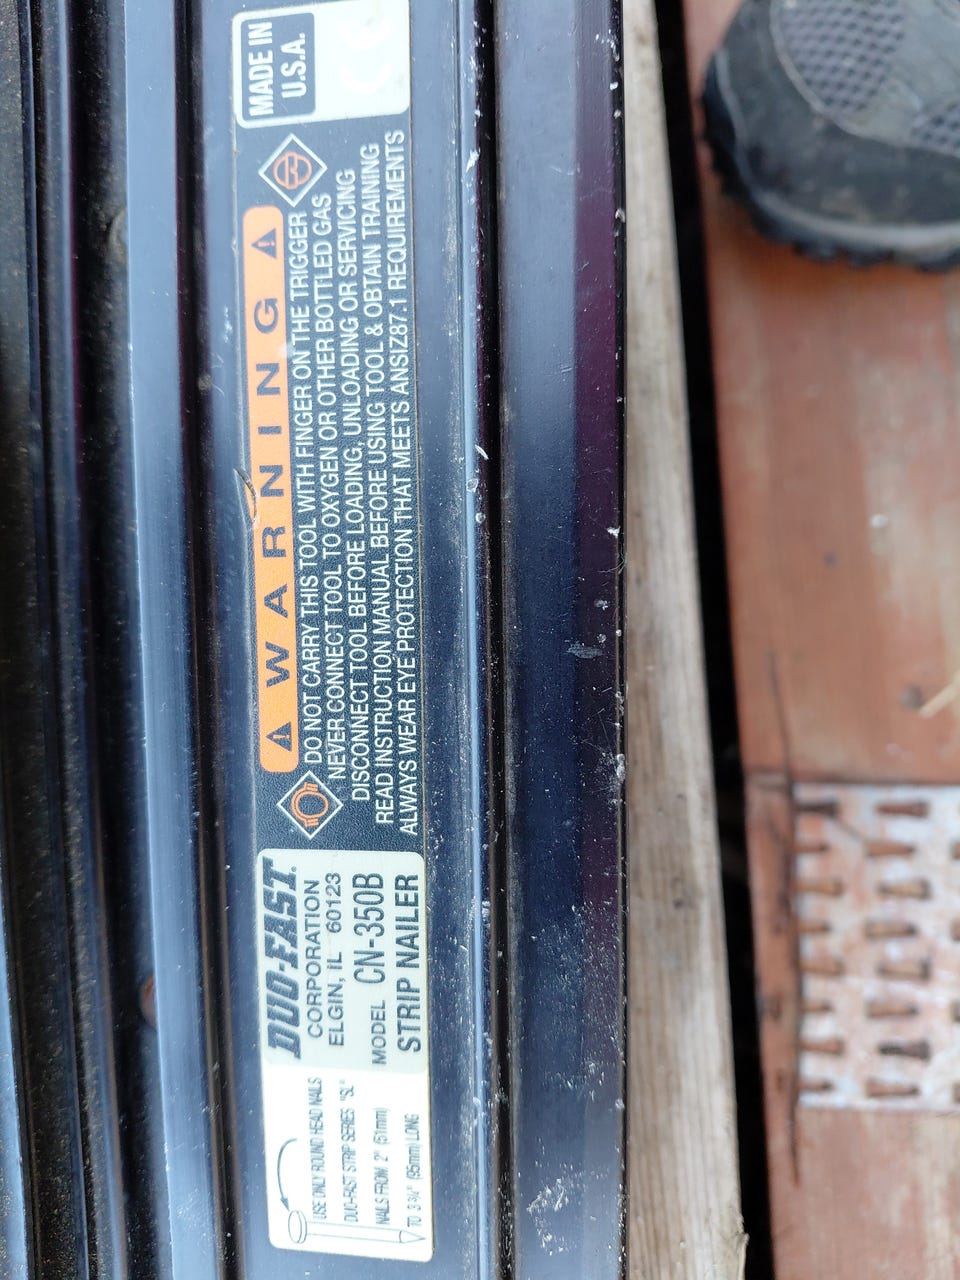 USE ONLY ROUND HEAD NAILS
DUO-FAST STRIP SERIES "SL"
NAILS FROM 2" (51mm)
TO 3 3/4" (95mm) LONG
DUO-FAST.
CORPORATION
ELGIN, IL 60123
MODEL CN-350B
STRIP NAILER
WARNING
DO NOT CARRY THIS TOOL WITH FINGER ON THE TRIGGER
NEVER CONNECT TOOL TO OXYGEN OR OTHER BOTTLED GAS
DISCONNECT TOOL BEFORE LOADING, UNLOADING OR SERVICING
READ INSTRUCTION MANUAL BEFORE USING TOOL & OBTAIN TRAINING
ALWAYS WEAR EYE PROTECTION THAT MEETS ANSI Z87.1 REQUIREMENTS
MADE IN
U.S.A.
CE